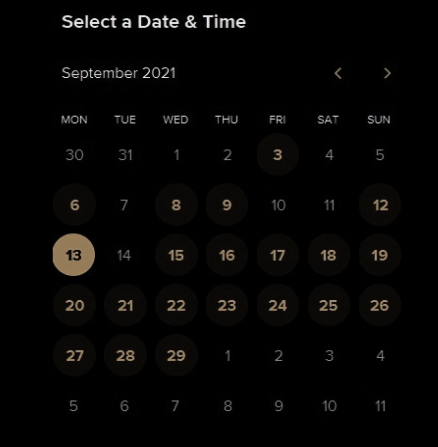 Select a Date & Time
September 2021
MON TUE WED THU FRI SAT SUN
30 31 1 2 3 4 5
6 7 8 9 10 11 12
13 14 15 16 17 18 19
20 21 22 23 24 25 26
27 28 29 1 2 3 4
5 6 7 8 9 10 11